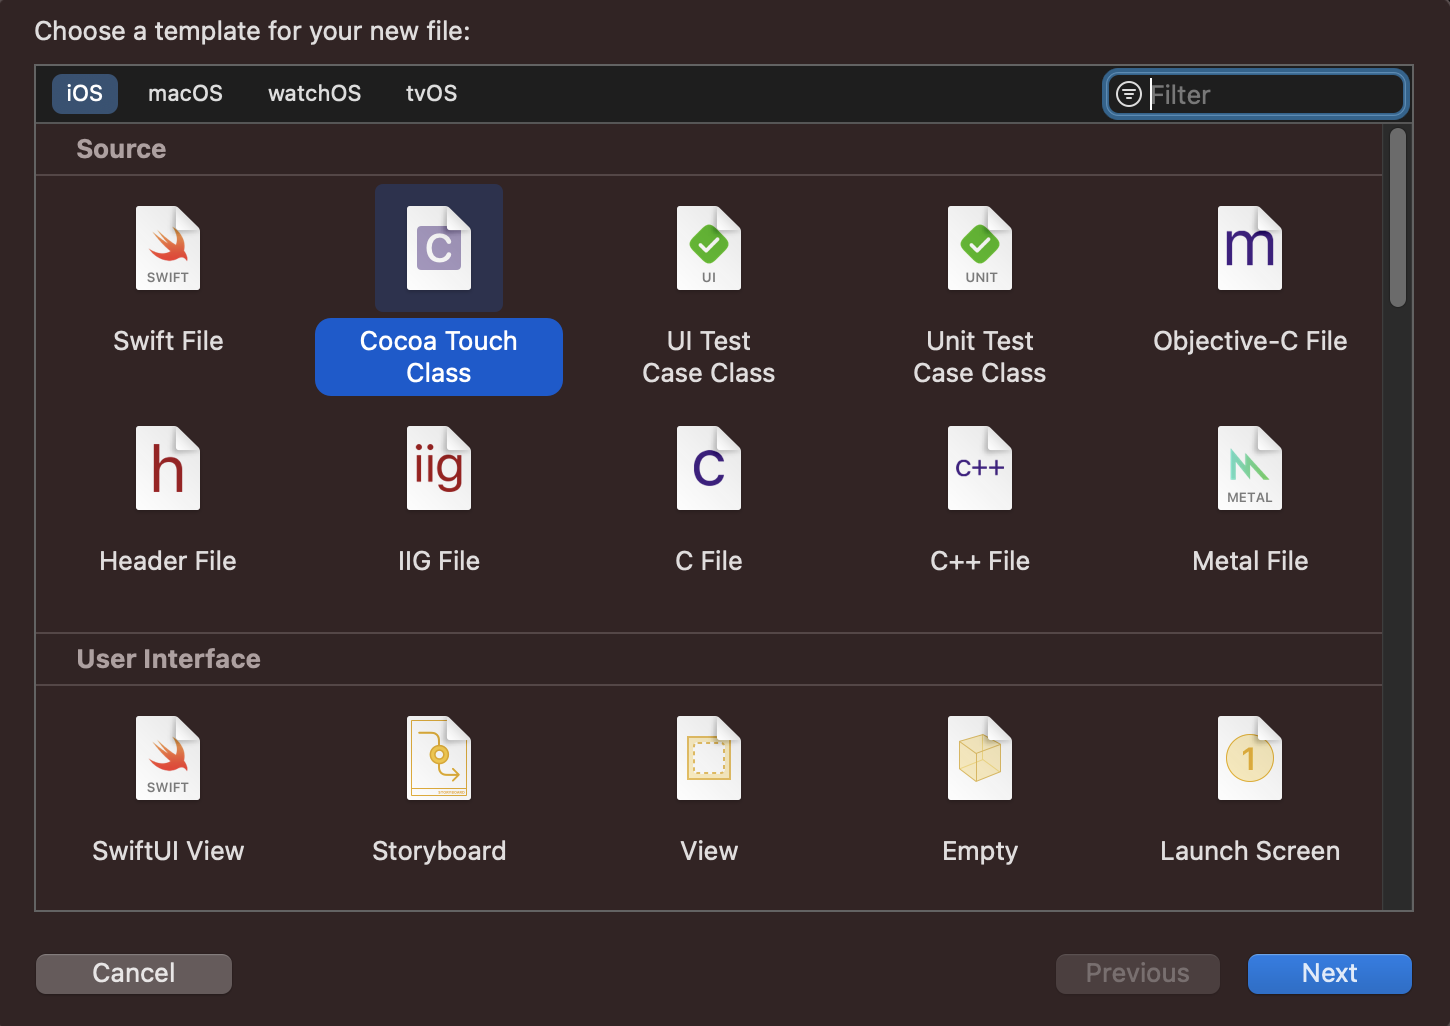 Choose a template for your new file:
iOS macOS watchOS tvOS Filter
Source
SWIFT C UI UNIT m
Swift File Cocoa Touch UI Test Unit Test Objective-C File
Class Case Class Case Class
h iig C C++ METAL
Header File IIG File C File C++ File Metal File
User Interface
SWIFT 1
SwiftUI View Storyboard View Empty Launch Screen
Cancel Previous Next